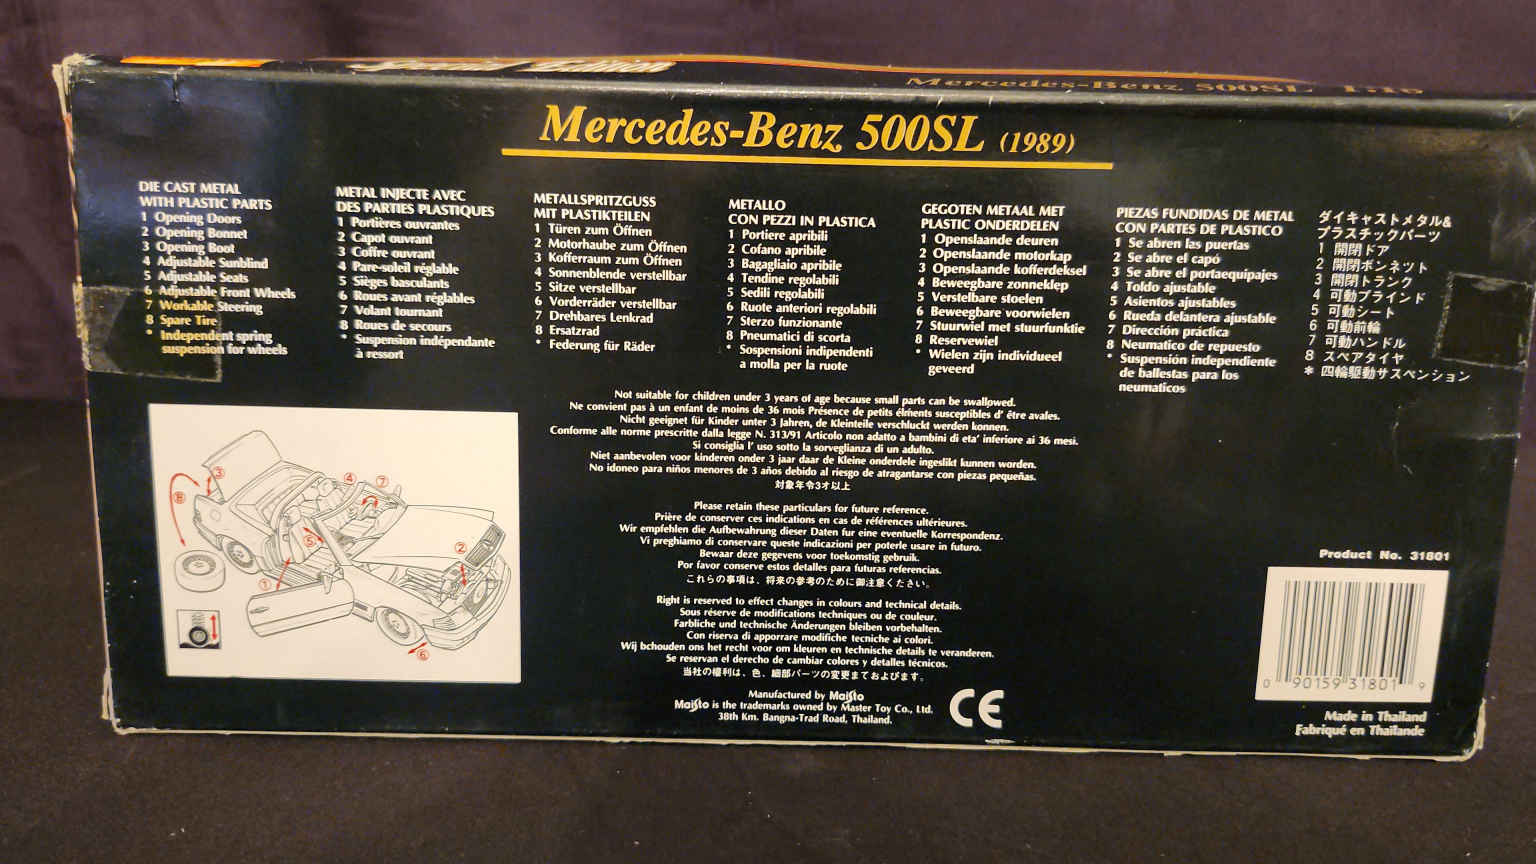 Special Edition
Mercedes-Benz 500SL 1:18
Mercedes-Benz 500SL (1989)
DIE CAST METAL
WITH PLASTIC PARTS
1 Opening Doors
2 Opening Bonnet
3 Opening Boot
4 Adjustable Sunblind
5 Adjustable Seats
6 Adjustable Front Wheels
7 Workable Steering
8 Spare Tire
* Independent spring
suspension for wheels
METAL INJECTE AVEC
DES PARTIES PLASTIQUES
1 Portières ouvrantes
2 Capot ouvrant
3 Coffre ouvrant
4 Pare-soleil réglable
5 Sièges basculants
6 Roues avant réglables
7 Volant tournant
8 Roues de secours
* Suspension indépendante
à ressort
METALLSPRITZGUSS
MIT PLASTIKTEILEN
1 Türen zum Öffnen
2 Motorhaube zum Öffnen
3 Kofferraum zum Öffnen
4 Sonnenblende verstellbar
5 Sitze verstellbar
6 Vorderräder verstellbar
7 Drehbares Lenkrad
8 Ersatzrad
* Federung für Räder
METALLO
CON PEZZI IN PLASTICA
1 Portiere apribili
2 Cofano apribile
3 Bagagliaio apribile
4 Tendine regolabili
5 Sedili regolabili
6 Ruote anteriori regolabili
7 Sterzo funzionante
8 Pneumatici di scorta
* Sospensioni indipendenti
a molla per la ruote
GEGOTEN METAAL MET
PLASTIC ONDERDELEN
1 Openslaande deuren
2 Openslaande motorkap
3 Openslaande kofferdeksel
4 Beweegbare zonneklep
5 Verstelbare stoelen
6 Beweegbare voorwielen
7 Stuurwiel met stuurfunktie
8 Reservewiel
* Wielen zijn individueel
geveerd
PIEZAS FUNDIDAS DE METAL
CON PARTES DE PLASTICO
1 Se abren las puertas
2 Se abre el capó
3 Se abre el portaequipajes
4 Toldo ajustable
5 Asientos ajustables
6 Rueda delantera ajustable
7 Dirección práctica
8 Neumatico de repuesto
* Suspensión independiente
de ballestas para los
neumaticos
ダイキャストメタル&
プラスチックパーツ
1 開閉ドア
2 開閉ボンネット
3 開閉トランク
4 可動ブラインド
5 可動シート
6 可動前輪
7 可動ハンドル
8 スペアタイヤ
* 四輪駆動サスペンション
Not suitable for children under 3 years of age because small parts can be swallowed.
Ne convient pas à un enfant de moins de 36 mois Présence de petits élments susceptibles d' être avales.
Nicht geeignet für Kinder unter 3 Jahren, de Kleinteile verschluckt werden konnen.
Conforme alle norme prescritte dalla legge N. 313/91 Articolo non adatto a bambini di eta' inferiore ai 36 mesi.
Si consiglia l' uso sotto la sorveglianza di un adulto.
Niet aanbevolen voor kinderen onder 3 jaar daar de Kleine onderdele ingeslikt kunnen worden.
No idoneo para niños menores de 3 años debido al riesgo de atragantarse con piezas pequeñas.
対象年令3才以上
Please retain these particulars for future reference.
Prière de conserver ces indications en cas de références ultérieures.
Wir empfehlen die Aufbewahrung dieser Daten fur eine eventuelle Korrespondenz.
Vi preghiamo di conservare queste indicazioni per poterle usare in futuro.
Bewaar deze gegevens voor toekomstig gebruik.
Por favor conserve estos detalles para futuras referencias.
これらの事項は、将来の参考のために御注意ください。
Right is reserved to effect changes in colours and technical details.
Sous réserve de modifications techniques ou de couleur.
Farbliche und technische Änderungen bleiben vorbehalten.
Con riserva di apporrare modifiche tecniche ai colori.
Wij bchouden ons het recht voor om kleuren en technische details te veranderen.
Se reservan el derecho de cambiar colores y detalles técnicos.
当社の権利は、色、細部パーツの変更までおよびます。
Manufactured by Maisto
Maisto is the trademarks owned by Master Toy Co., Ltd.
38th Km. Bangna-Trad Road, Thailand.
CE
3
8
4
7
5
2
1
6
Product No. 31801
0 90159 31801 9
Made in Thailand
Fabriqué en Thaïlande